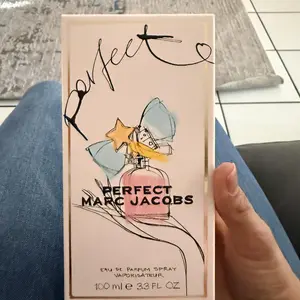 perfect
PERFECT
MARC JACOBS
EAU DE PARFUM SPRAY
VAPORISATEUR
100 ml e 3.3 FL OZ